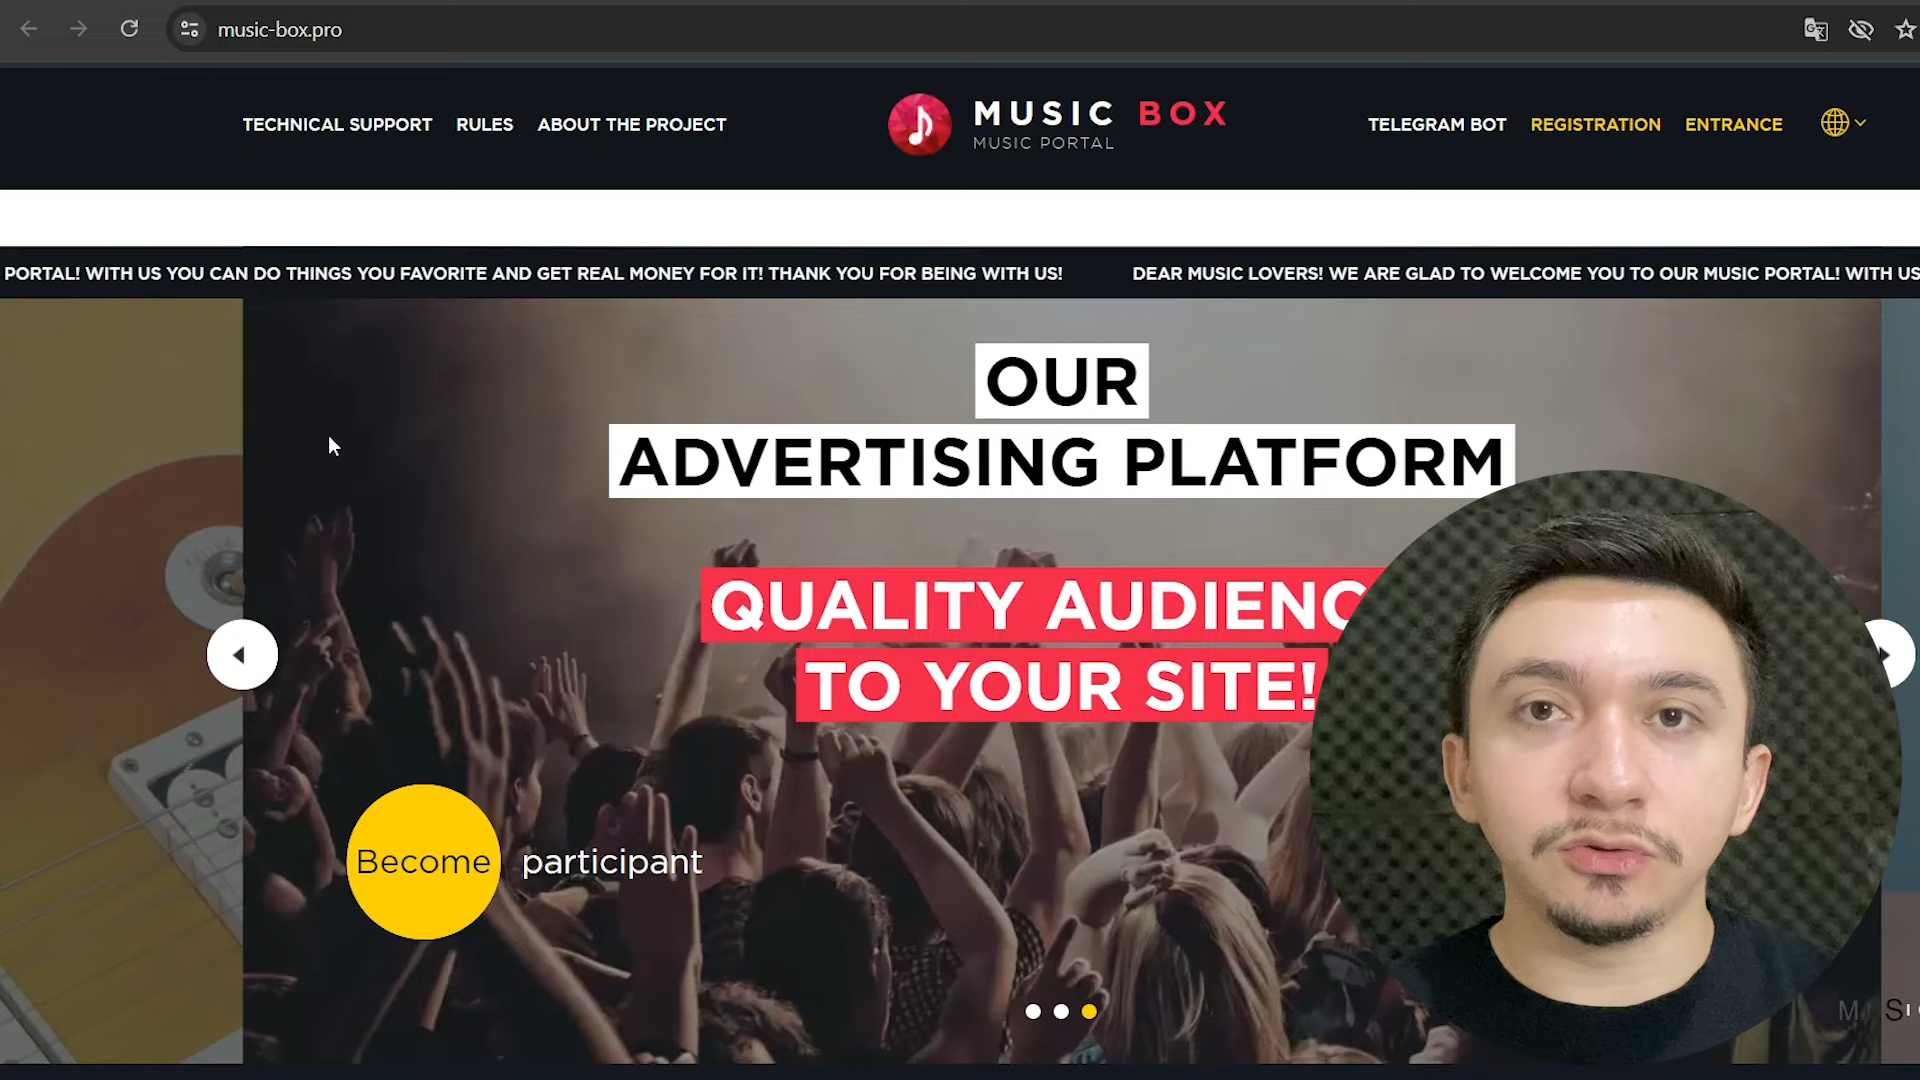 music-box.pro
TECHNICAL SUPPORT RULES ABOUT THE PROJECT
MUSIC BOX
MUSIC PORTAL
TELEGRAM BOT REGISTRATION ENTRANCE
PORTAL! WITH US YOU CAN DO THINGS YOU FAVORITE AND GET REAL MONEY FOR IT! THANK YOU FOR BEING WITH US! DEAR MUSIC LOVERS! WE ARE GLAD TO WELCOME YOU TO OUR MUSIC PORTAL! WITH US
OUR
ADVERTISING PLATFORM
QUALITY AUDIENC
TO YOUR SITE!
Become participant